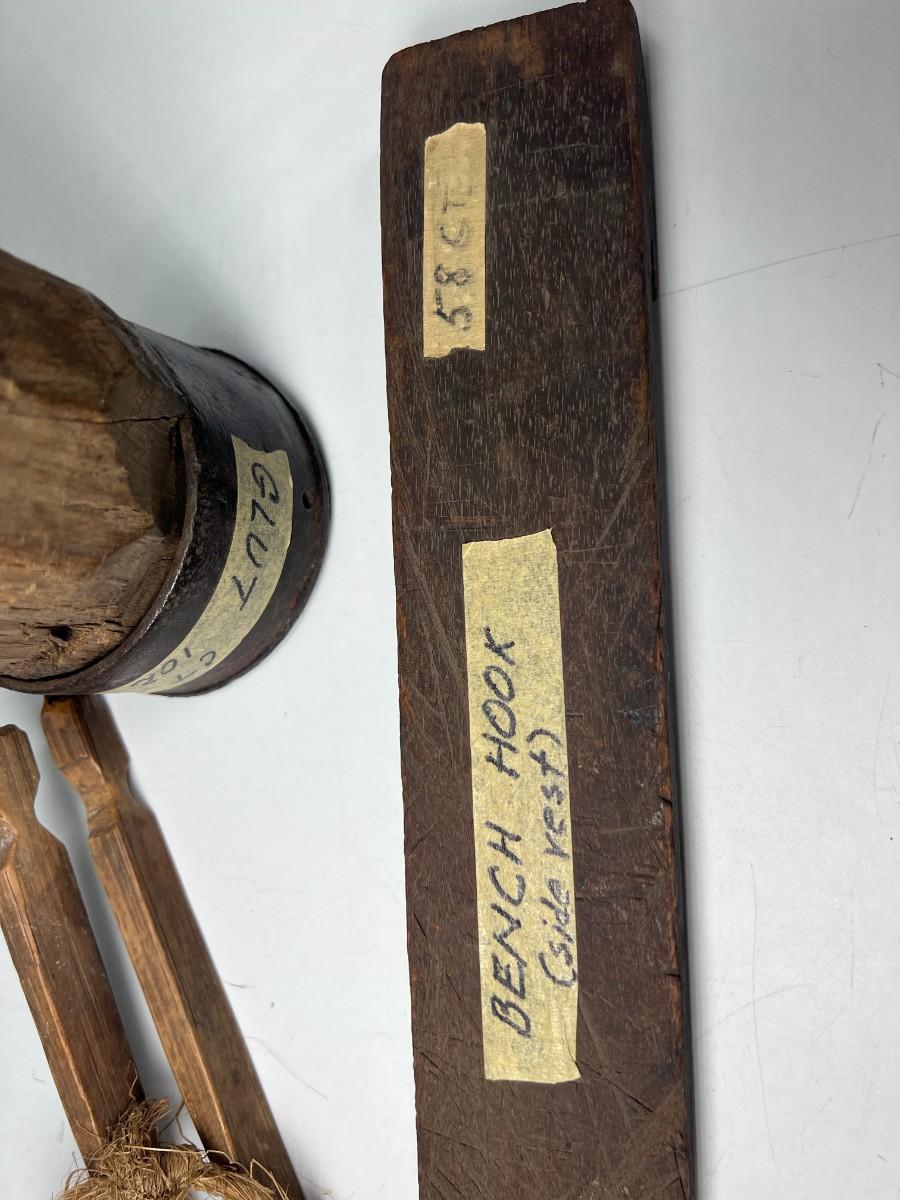 58 CT.
BENCH HOOK
(side rest)
GLUT